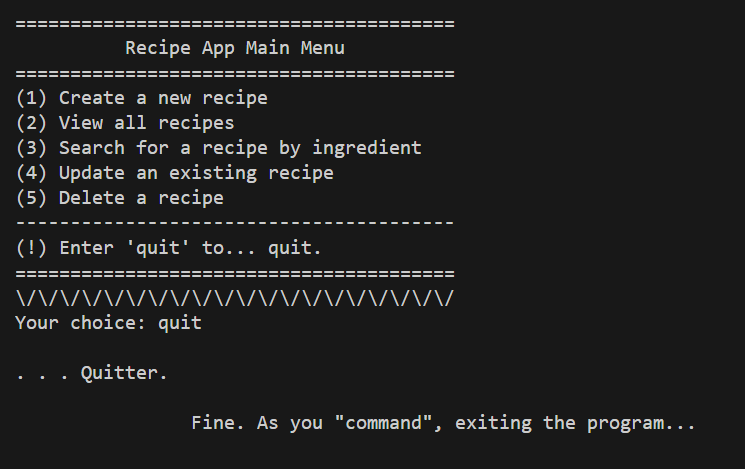 ========================================
Recipe App Main Menu
========================================
(1) Create a new recipe
(2) View all recipes
(3) Search for a recipe by ingredient
(4) Update an existing recipe
(5) Delete a recipe
----------------------------------------
(!) Enter 'quit' to... quit.
========================================
\/\/\/\/\/\/\/\/\/\/\/\/\/\/\/\/\/\/\/\/
Your choice: quit
. . . Quitter.
Fine. As you "command", exiting the program...